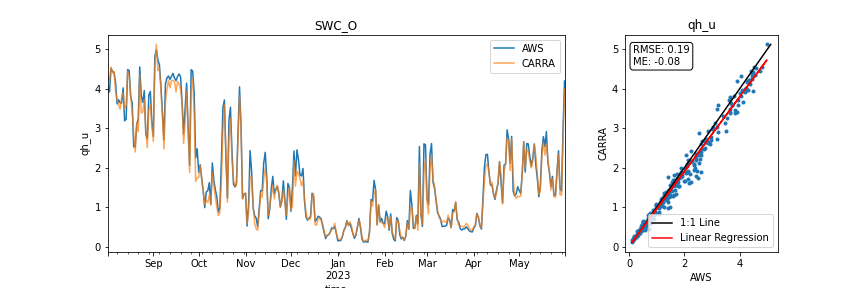 SWC_O
qh_u
5
4
3
2
1
0
AWS
CARRA
Sep
Oct
Nov
Dec
Jan
2023
Feb
Mar
Apr
May
time
qh_u
CARRA
5
4
3
2
1
0
RMSE: 0.19
ME: -0.08
1:1 Line
Linear Regression
0
2
4
AWS